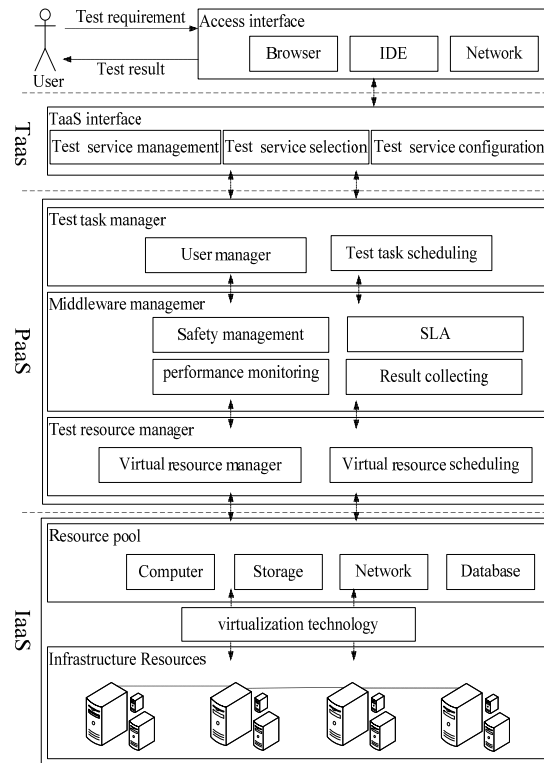 Test requirement
Test result
User
Access interface
Browser
IDE
Network
Taas
TaaS interface
Test service management
Test service selection
Test service configuration
PaaS
Test task manager
User manager
Test task scheduling
Middleware managemer
Safety management
SLA
performance monitoring
Result collecting
Test resource manager
Virtual resource manager
Virtual resource scheduling
IaaS
Resource pool
Computer
Storage
Network
Database
virtualization technology
Infrastructure Resources